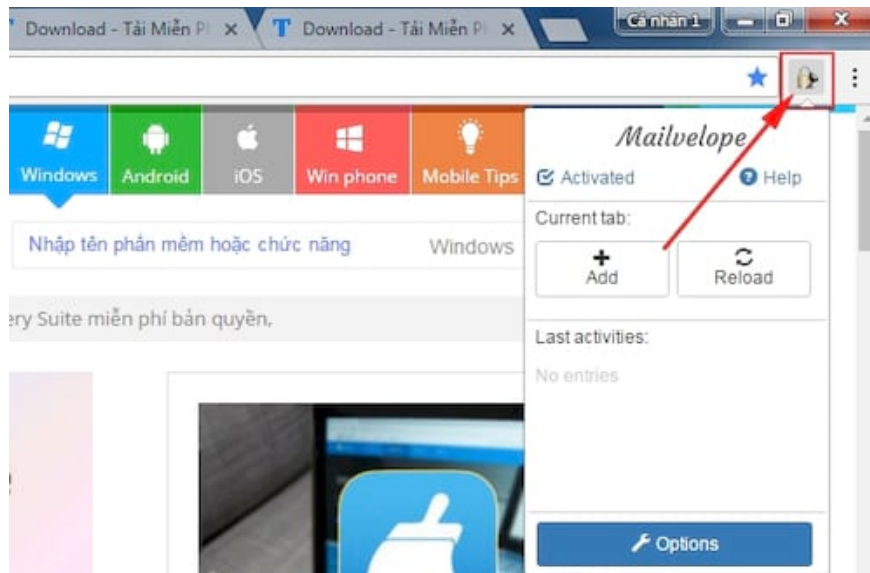 Download - Tải Miễn P
Download - Tải Miễn P
Cá nhân 1
Windows
Android
iOS
Win phone
Mobile Tips
Mailvelope
Activated
Help
Current tab:
Add
Reload
Nhập tên phần mềm hoặc chức năng
Windows
ery Suite miễn phí bản quyền,
Last activities:
No entries
Options